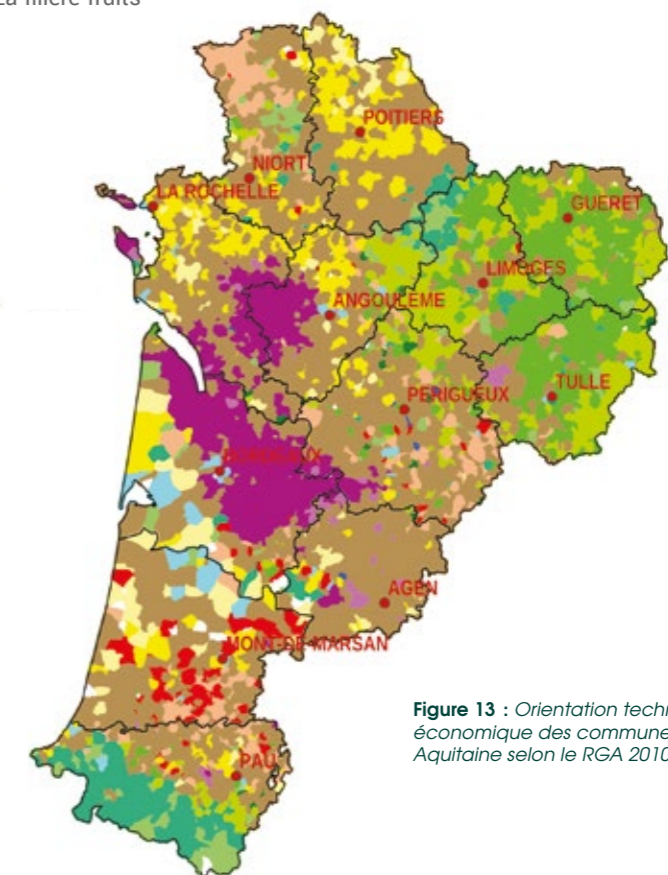 La filière fruits
POITIERS
NIORT
LA ROCHELLE
GUERET
LIMOGES
ANGOULEME
PERIGUEUX
TULLE
BORDEAUX
AGEN
MONT-DE-MARSAN
PAU
Figure 13 : Orientation techni
économique des commune
Aquitaine selon le RGA 2010